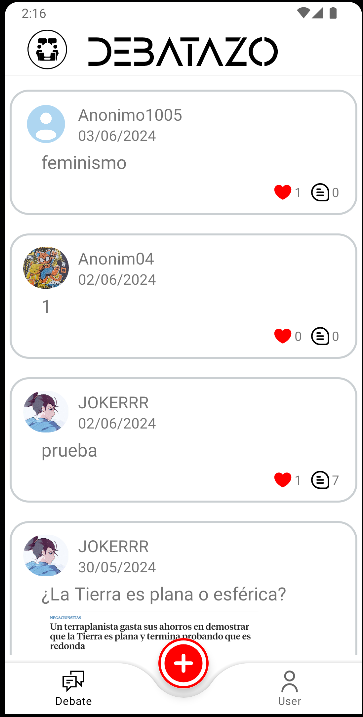 2:16
DEBATAZO
Anonimo1005
03/06/2024
feminismo
1 0
Anonim04
02/06/2024
1
0 0
JOKERRR
02/06/2024
prueba
1 7
JOKERRR
30/05/2024
¿La Tierra es plana o esférica?
MEGALITERISTAS
Un terraplanista gasta sus ahorros en demostrar
que la Tierra es plana y termina probando que es
redonda
Debate
User